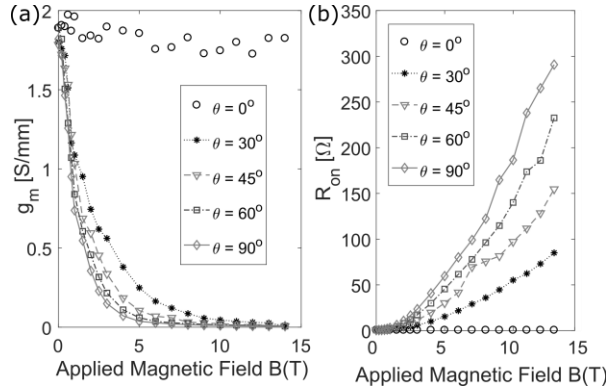 (a)
2
1.5
1
0.5
0
0
5
10
15
g_m [S/mm]
Applied Magnetic Field B(T)
θ = 0°
θ = 30°
θ = 45°
θ = 60°
θ = 90°
(b)
350
300
250
200
150
100
50
0
0
5
10
15
R_on [Ω]
Applied Magnetic Field B(T)
θ = 0°
θ = 30°
θ = 45°
θ = 60°
θ = 90°